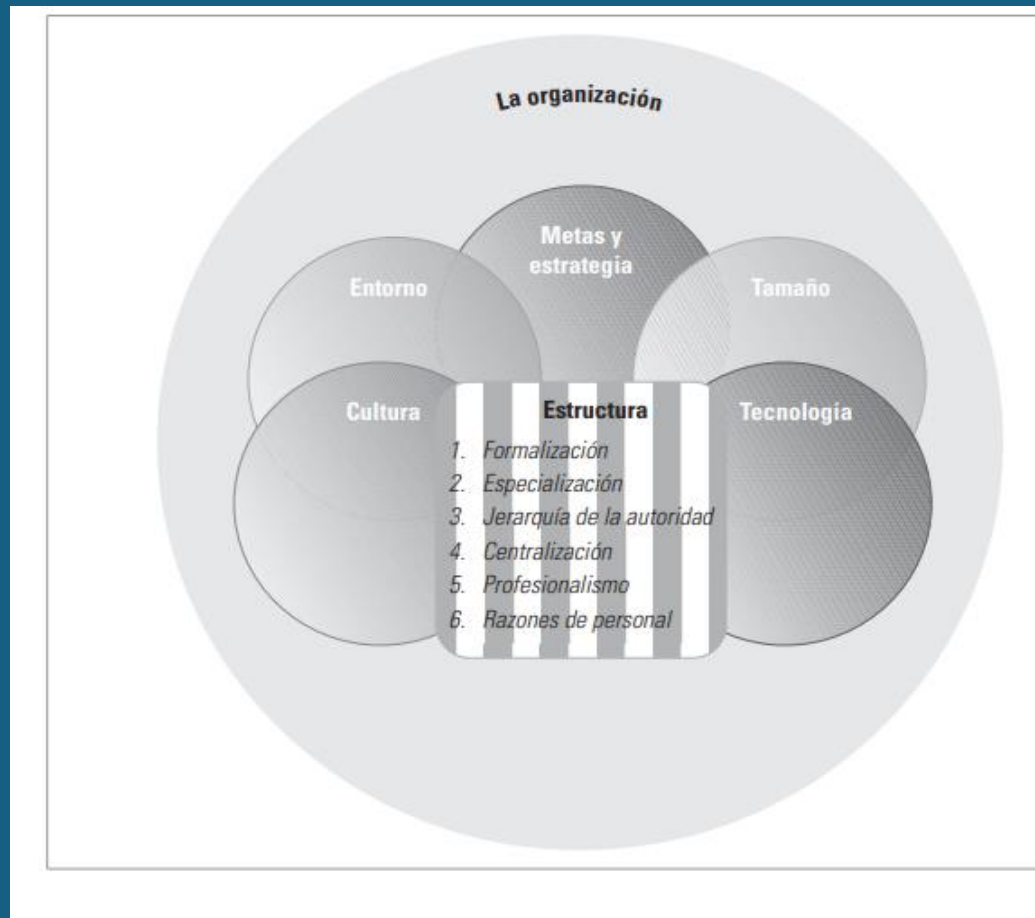 La organización
Metas y
estrategia
Entorno
Tamaño
Cultura
Estructura
Tecnología
1. Formalización
2. Especialización
3. Jerarquía de la autoridad
4. Centralización
5. Profesionalismo
6. Razones de personal